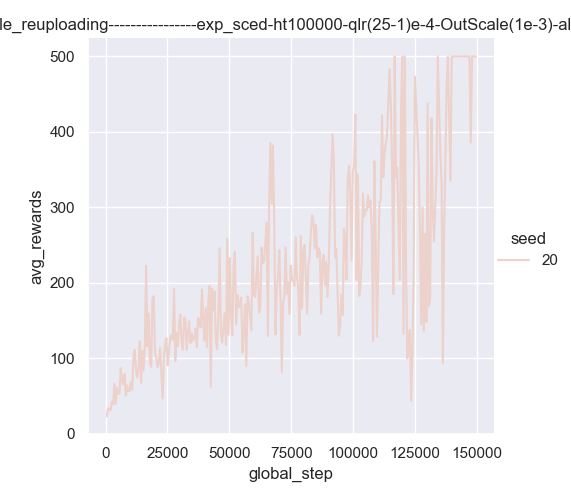 le_reuploading----------------exp_sced-ht100000-qlr(25-1)e-4-OutScale(1e-3)-al
500
400
300
200
100
0
avg_rewards
0 25000 50000 75000 100000 125000 150000
global_step
seed
20